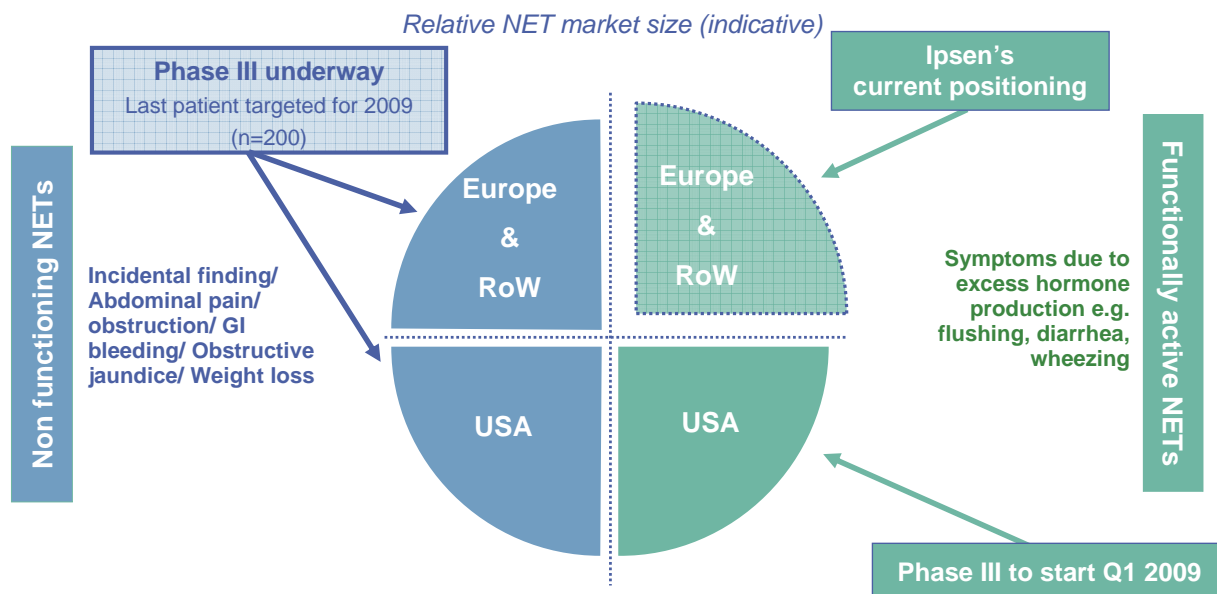 Relative NET market size (indicative)
Phase III underway
Last patient targeted for 2009
(n=200)
Ipsen’s
current positioning
Non functioning NETs
Incidental finding/
Abdominal pain/
obstruction/ GI
bleeding/ Obstructive
jaundice/ Weight loss
Europe
&
RoW
Europe
&
RoW
USA
USA
Symptoms due to
excess hormone
production e.g.
flushing, diarrhea,
wheezing
Functionally active NETs
Phase III to start Q1 2009